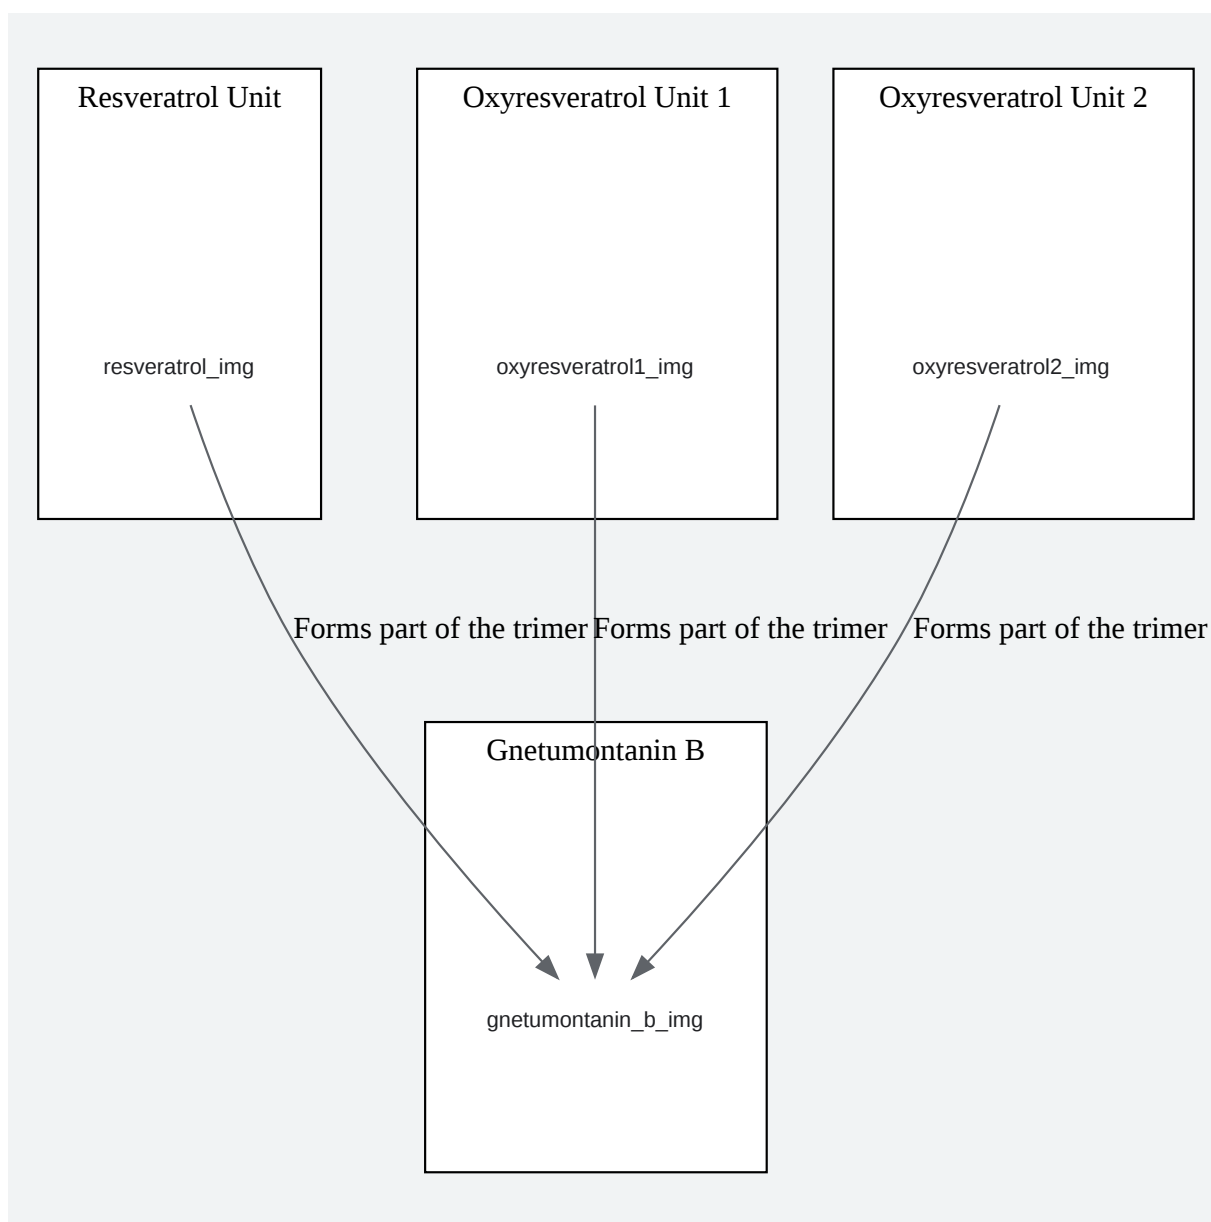 Resveratrol Unit
Oxyresveratrol Unit 1
Oxyresveratrol Unit 2
resveratrol_img
oxyresveratrol1_img
oxyresveratrol2_img
Forms part of the trimer
Forms part of the trimer
Forms part of the trimer
Gnetumontanin B
gnetumontanin_b_img